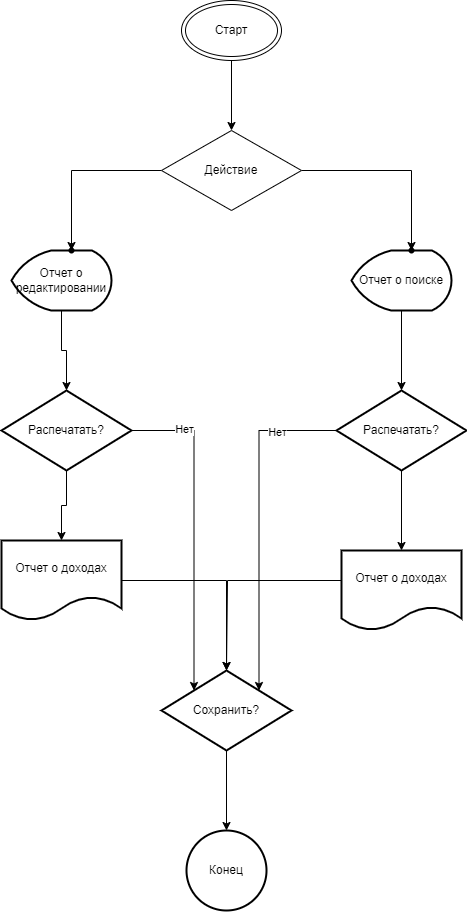 Старт
Действие
Отчет о
редактировании
Отчет о поиске
Распечатать?
Нет
Нет
Распечатать?
Отчет о доходах
Отчет о доходах
Сохранить?
Конец